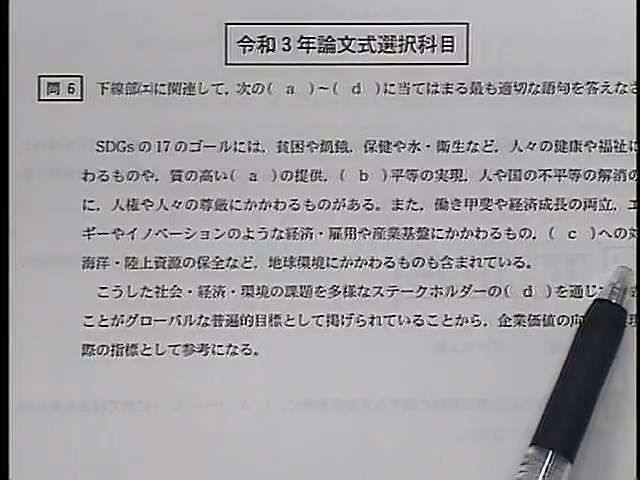 令和3年論文式選択科目
問6 下線部㈣に関連して，次の( a )～( d )に当てはまる最も適切な語句を答えな
SDGsの17のゴールには，貧困や飢餓，保健や水・衛生など，人々の健康や福祉に
わるものや，質の高い( a )の提供，( b )平等の実現，人や国の不平等の解消の
に，人権や人々の尊厳にかかわるものがある。また，働き甲斐や経済成長の両立，エ
ギーやイノベーションのような経済・雇用や産業基盤にかかわるもの，( c )への
海洋・陸上資源の保全など，地球環境にかかわるものも含まれている。
こうした社会・経済・環境の課題を多様なステークホルダーの( d )を通じ
ことがグローバルな普遍的目標として掲げられていることから，企業価値の向
際の指標として参考になる。